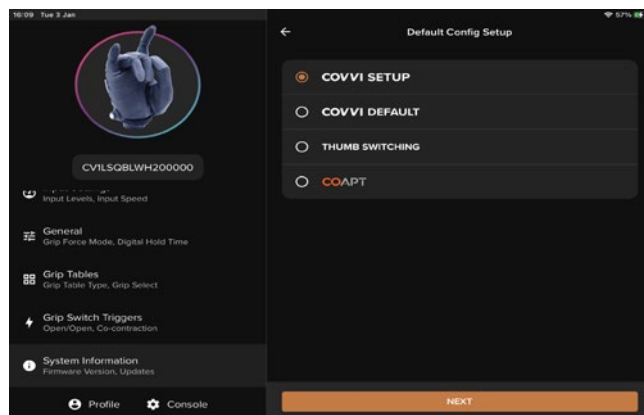 16:09 Tue 3 Jan
57%
CV1LSQBLWH200000
Input Levels, Input Speed
General
Grip Force Mode, Digital Hold Time
Grip Tables
Grip Table Type, Grip Select
Grip Switch Triggers
Open/Open, Co-contraction
System Information
Firmware Version, Updates
Profile
Console
Default Config Setup
COVVI SETUP
COVVI DEFAULT
THUMB SWITCHING
COAPT
NEXT